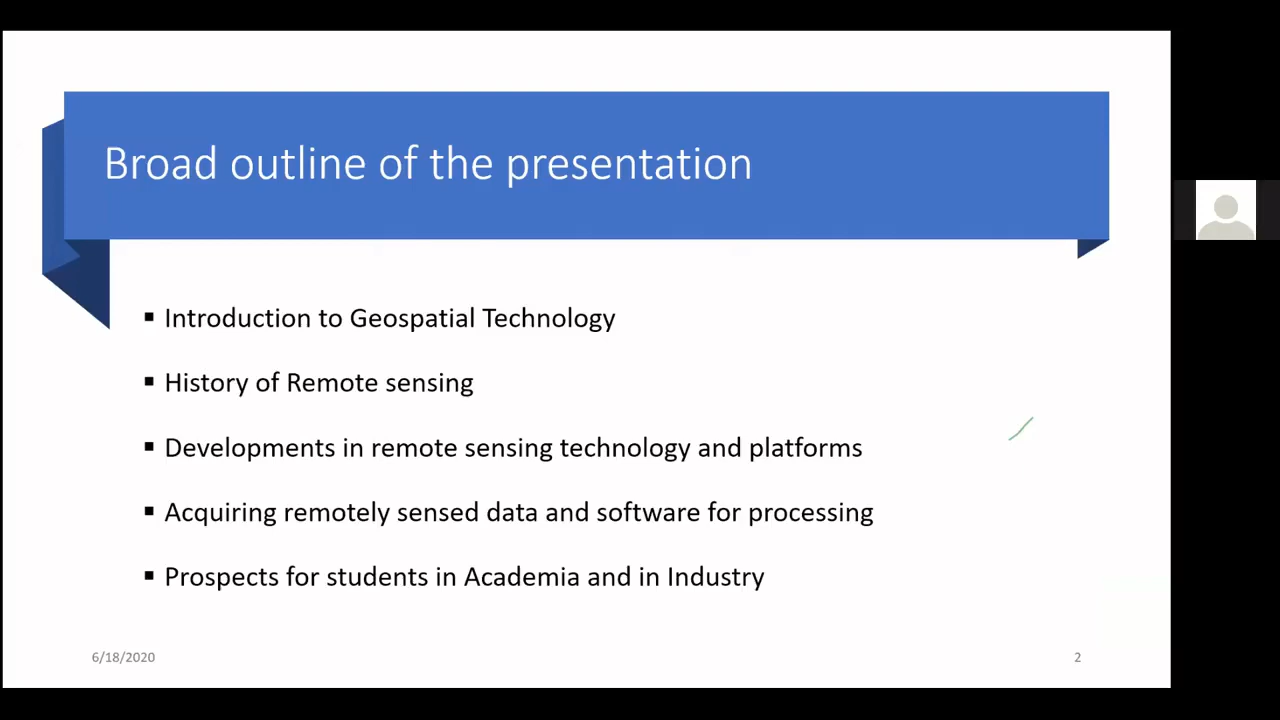 Broad outline of the presentation
▪ Introduction to Geospatial Technology
▪ History of Remote sensing
▪ Developments in remote sensing technology and platforms
▪ Acquiring remotely sensed data and software for processing
▪ Prospects for students in Academia and in Industry
6/18/2020
2